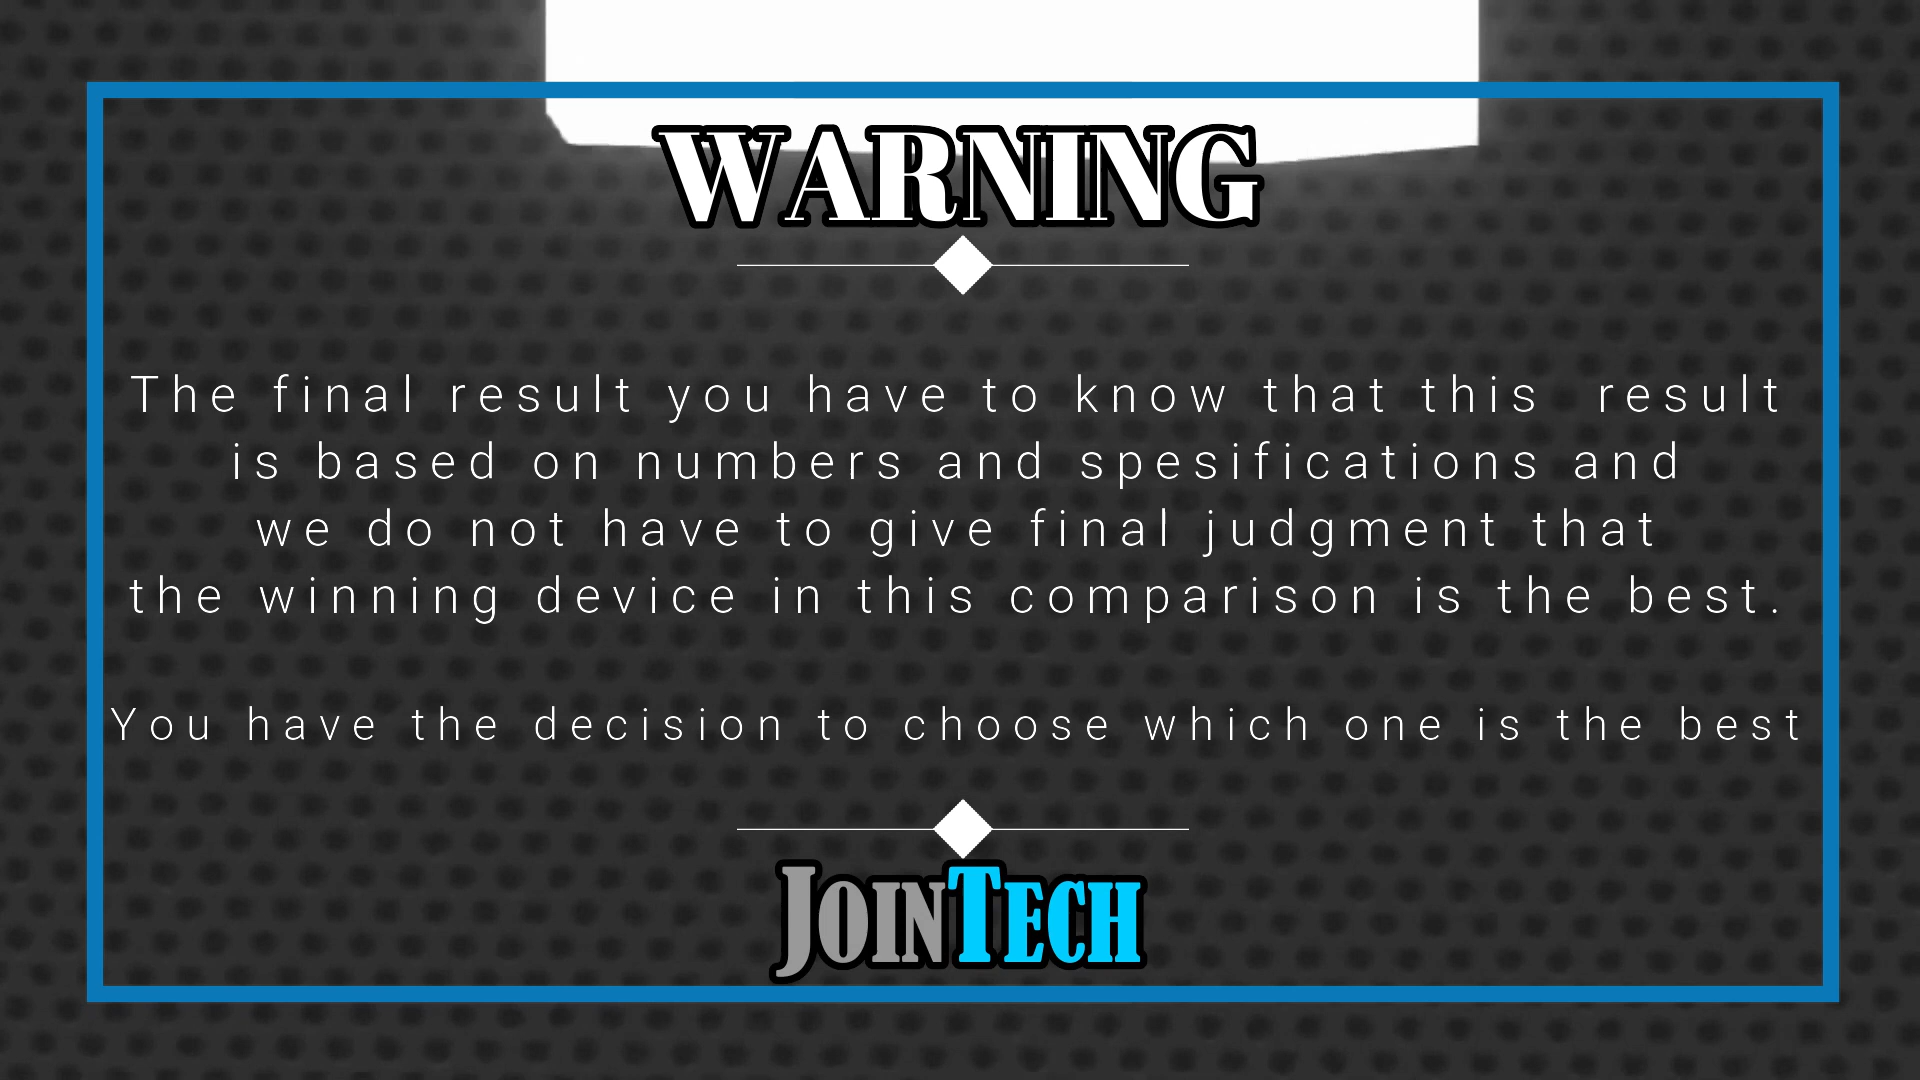 WARNING
The final result you have to know that this result
is based on numbers and spesifications and
we do not have to give final judgment that
the winning device in this comparison is the best.
You have the decision to choose which one is the best
JOINTECH